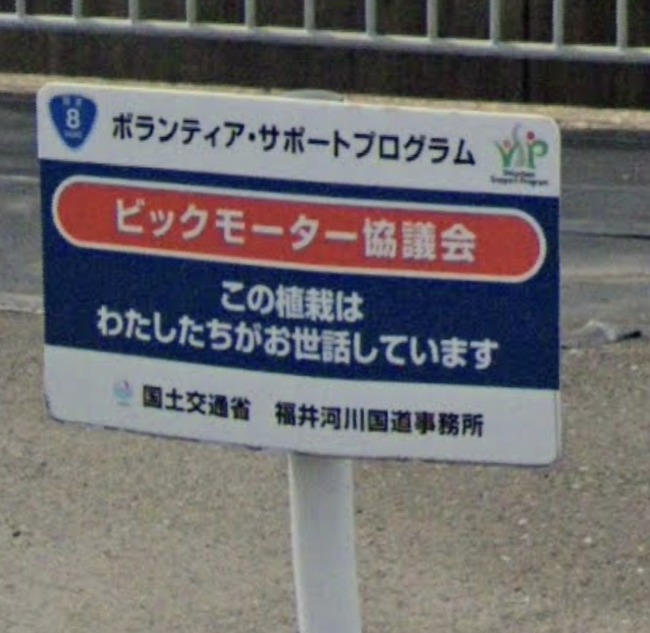 8
ボランティア・サポートプログラム
VSP
ビックモーター協議会
この植栽は
わたしたちがお世話しています
国土交通省 福井河川国道事務所